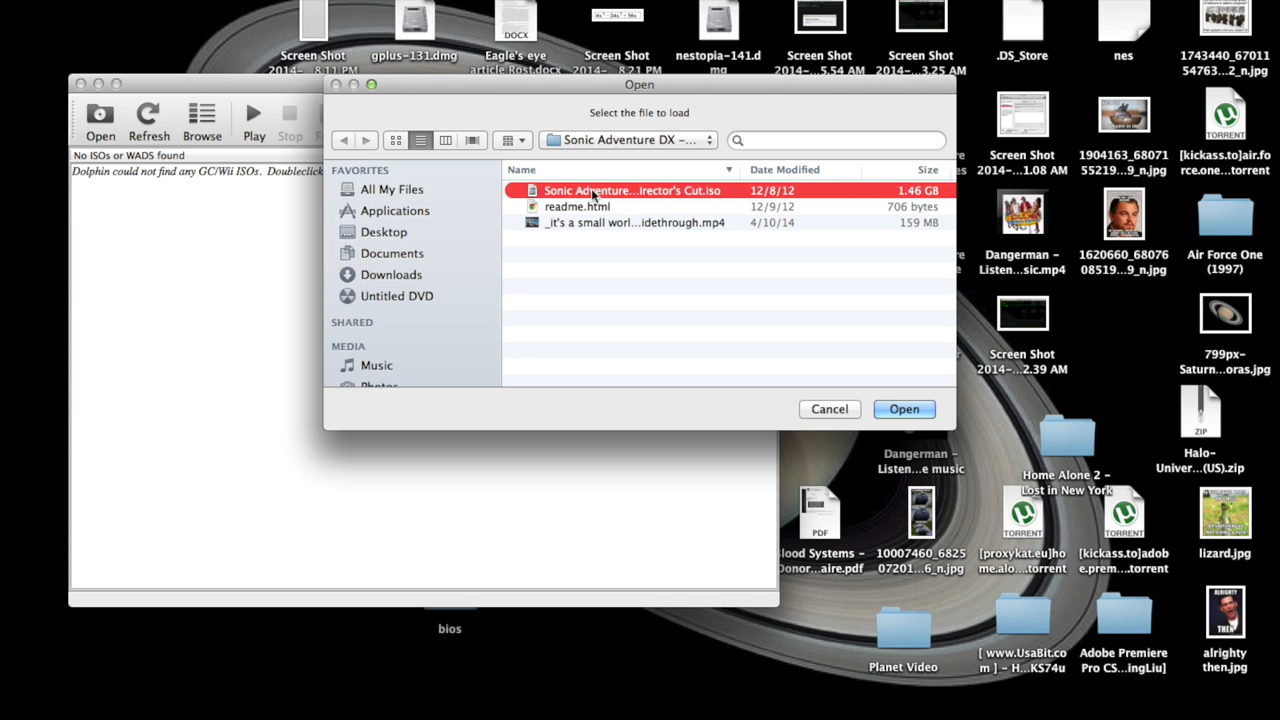 Screen Shot
2014-...8.11 PM
gplus-131.dmg
DOCX
Eagle's eye
article Rost.docx
Screen Shot
2014-...8.21 PM
nestopia-141.d
mg
Screen Shot
2014-...5.54 AM
Screen Shot
2014-...3.25 AM
.DS_Store
nes
1743440_67011
54763...2_n.jpg
Open
Select the file to load
Open
Refresh
Browse
Play
Stop
Sonic Adventure DX –...
No ISOs or WADS found
Dolphin could not find any GC/Wii ISOs.  Doubleclick
FAVORITES
All My Files
Applications
Desktop
Documents
Downloads
Untitled DVD
SHARED
MEDIA
Music
Photos
Name
Date Modified
Size
Sonic Adventure...irector's Cut.iso
12/8/12
1.46 GB
readme.html
12/9/12
706 bytes
_it's a small worl...idethrough.mp4
4/10/14
159 MB
Cancel
Open
Screen Shot
2014-...1.08 AM
1904163_68071
55219...9_n.jpg
TORRENT
[kickass.to]air.fo
rce.one...torrent
Dangerman –
Listen...sic.mp4
1620660_68076
08519...9_n.jpg
Air Force One
(1997)
Screen Shot
2014-...2.39 AM
799px-
Saturn...oras.jpg
Dangerman –
Listen...e music
Home Alone 2 –
Lost in New York
ZIP
Halo-
Univer...(US).zip
PDF
lood Systems –
Donor...aire.pdf
10007460_6825
07201...6_n.jpg
TORRENT
[proxykat.eu]ho
me.alo....torrent
TORRENT
[kickass.to]adob
e.prem....torrent
lizard.jpg
bios
Planet Video
[ www.UsaBit.co
m ] – H...KS74u
Adobe Premiere
Pro CS...ingLiu]
ALRIGHTY
THEN
alrighty
then.jpg